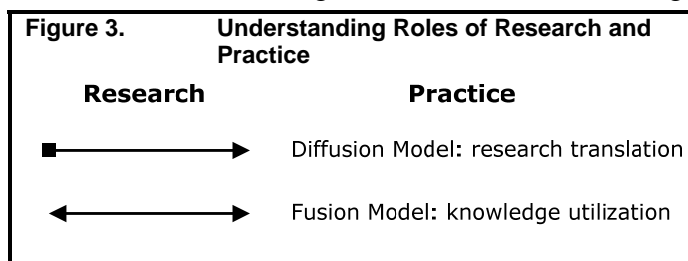 Figure 3. Understanding Roles of Research and
Practice
Research Practice
Diffusion Model: research translation
Fusion Model: knowledge utilization